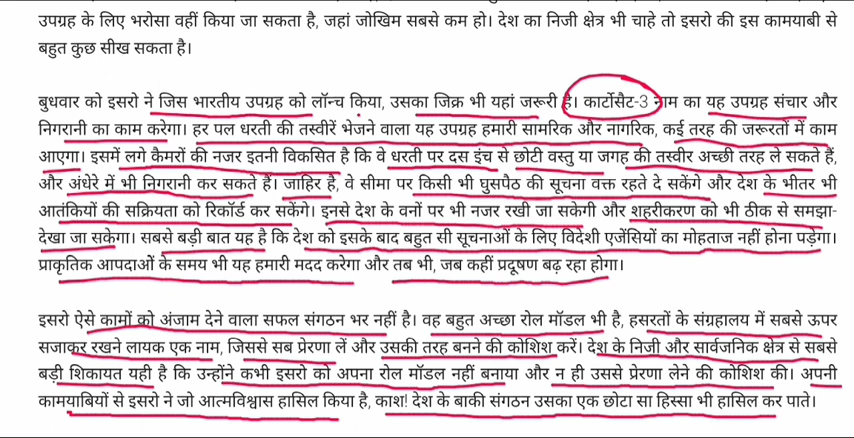 उपग्रह के लिए भरोसा वहीं किया जा सकता है, जहां जोखिम सबसे कम हो। देश का निजी क्षेत्र भी चाहे तो इसरो की इस कामयाबी से
बहुत कुछ सीख सकता है।
बुधवार को इसरो ने जिस भारतीय उपग्रह को लॉन्च किया, उसका जिक्र भी यहां जरूरी है। कार्टोसैट-3 नाम का यह उपग्रह संचार और
निगरानी का काम करेगा। हर पल धरती की तस्वीरें भेजने वाला यह उपग्रह हमारी सामरिक और नागरिक, कई तरह की जरूरतों में काम
आएगा। इसमें लगे कैमरों की नजर इतनी विकसित है कि वे धरती पर दस इंच से छोटी वस्तु या जगह की तस्वीर अच्छी तरह ले सकते हैं,
और अंधेरे में भी निगरानी कर सकते हैं। जाहिर है, वे सीमा पर किसी भी घुसपैठ की सूचना वक्त रहते दे सकेंगे और देश के भीतर भी
आतंकियों की सक्रियता को रिकॉर्ड कर सकेंगे। इनसे देश के वनों पर भी नजर रखी जा सकेगी और शहरीकरण को भी ठीक से समझा-
देखा जा सकेगा। सबसे बड़ी बात यह है कि देश को इसके बाद बहुत सी सूचनाओं के लिए विदेशी एजेंसियों का मोहताज नहीं होना पड़ेगा।
प्राकृतिक आपदाओं के समय भी यह हमारी मदद करेगा और तब भी, जब कहीं प्रदूषण बढ़ रहा होगा।
इसरो ऐसे कामों को अंजाम देने वाला सफल संगठन भर नहीं है। वह बहुत अच्छा रोल मॉडल भी है, हसरतों के संग्रहालय में सबसे ऊपर
सजाकर रखने लायक एक नाम, जिससे सब प्रेरणा लें और उसकी तरह बनने की कोशिश करें। देश के निजी और सार्वजनिक क्षेत्र से सबसे
बड़ी शिकायत यही है कि उन्होंने कभी इसरो को अपना रोल मॉडल नहीं बनाया और न ही उससे प्रेरणा लेने की कोशिश की। अपनी
कामयाबियों से इसरो ने जो आत्मविश्वास हासिल किया है, काश! देश के बाकी संगठन उसका एक छोटा सा हिस्सा भी हासिल कर पाते।